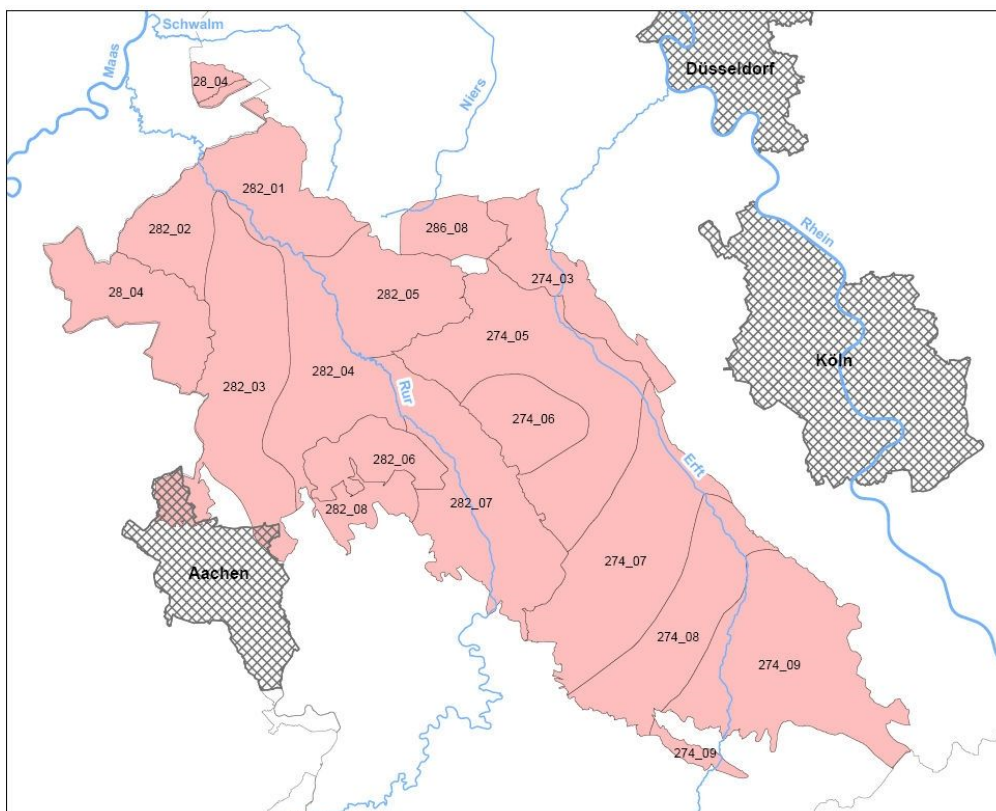 Schwalm
Maas
28_04
Düsseldorf
Niers
282_01
282_02
286_08
Rhein
28_04
282_05
274_03
274_05
282_03
282_04
Köln
Rur
274_06
282_06
Erft
282_08
282_07
274_07
Aachen
274_08
274_09
274_09